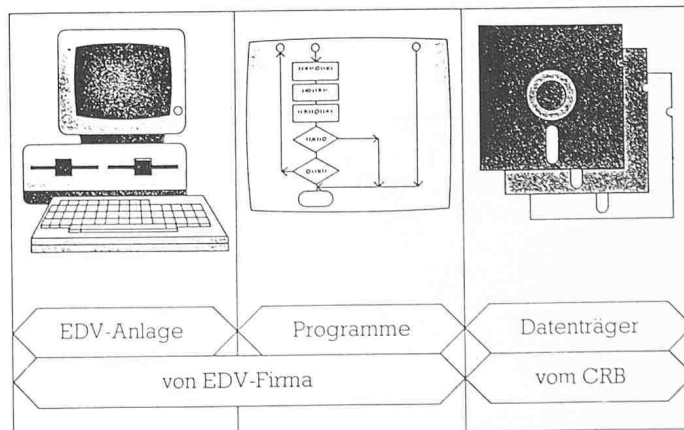 EDV-Anlage
Programme
Datenträger
von EDV-Firma
vom CRB